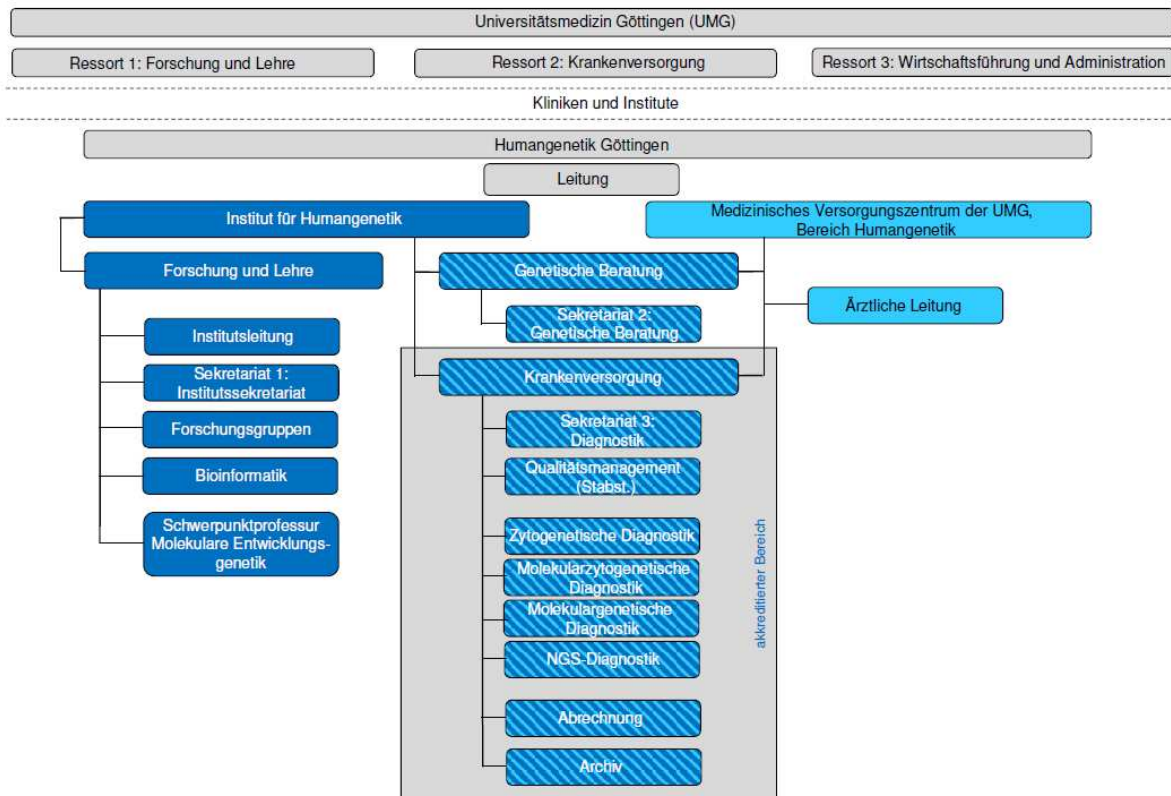 Universitätsmedizin Göttingen (UMG)
Ressort 1: Forschung und Lehre
Ressort 2: Krankenversorgung
Ressort 3: Wirtschaftsführung und Administration
Kliniken und Institute
Humangenetik Göttingen
Leitung
Institut für Humangenetik
Medizinisches Versorgungszentrum der UMG,
Bereich Humangenetik
Forschung und Lehre
Genetische Beratung
Ärztliche Leitung
Sekretariat 2:
Genetische Beratung
Institutsleitung
Sekretariat 1:
Institutssekretariat
Forschungsgruppen
Bioinformatik
Schwerpunktprofessur
Molekulare Entwicklungs-
genetik
Krankenversorgung
Sekretariat 3:
Diagnostik
Qualitätsmanagement
(Stabst.)
Zytogenetische Diagnostik
Molekularzytogenetische
Diagnostik
Molekulargenetische
Diagnostik
NGS-Diagnostik
Abrechnung
Archiv
akkreditierter Bereich